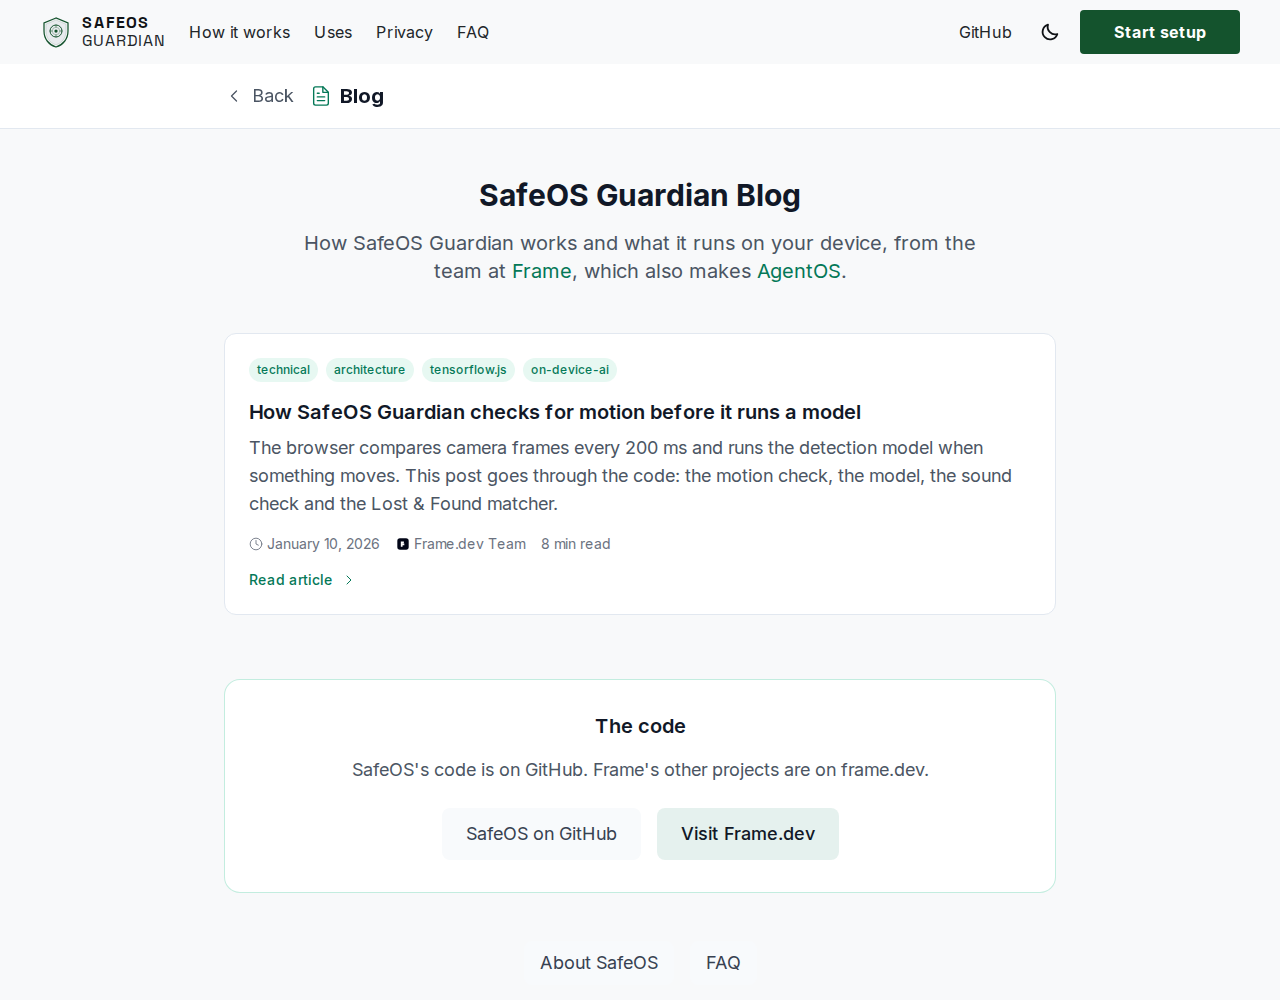 SAFEOS
GUARDIAN
How it works
Uses
Privacy
FAQ
GitHub
Start setup
Back
Blog
SafeOS Guardian Blog
How SafeOS Guardian works and what it runs on your device, from the
team at Frame, which also makes AgentOS.
technical
architecture
tensorflow.js
on-device-ai
How SafeOS Guardian checks for motion before it runs a model
The browser compares camera frames every 200 ms and runs the detection model when
something moves. This post goes through the code: the motion check, the model, the sound
check and the Lost & Found matcher.
January 10, 2026
Frame.dev Team
8 min read
Read article
The code
SafeOS's code is on GitHub. Frame's other projects are on frame.dev.
SafeOS on GitHub
Visit Frame.dev
About SafeOS
FAQ